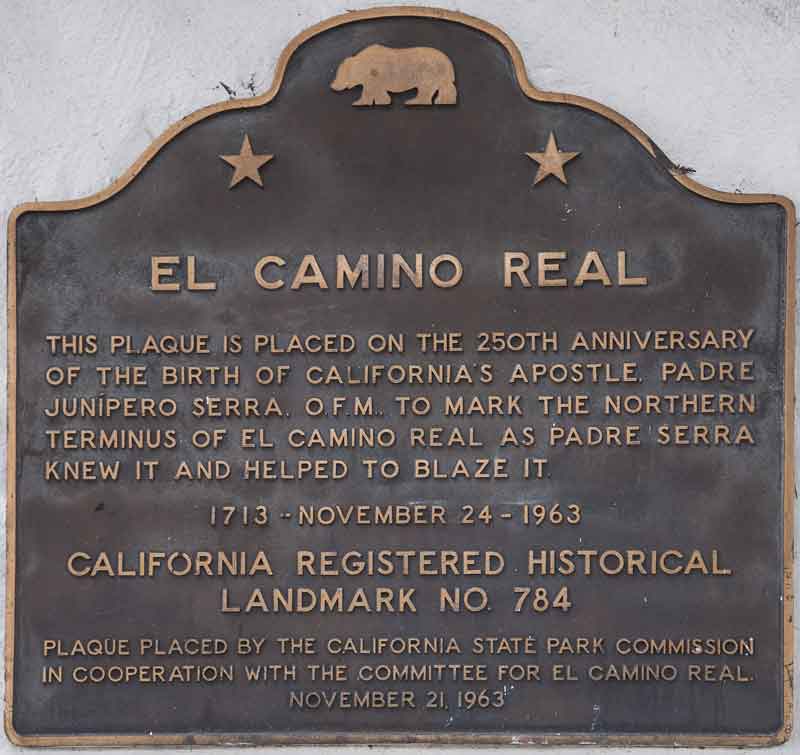 EL CAMINO REAL
THIS PLAQUE IS PLACED ON THE 250TH ANNIVERSARY
OF THE BIRTH OF CALIFORNIA'S APOSTLE, PADRE
JUNÍPERO SERRA, O.F.M., TO MARK THE NORTHERN
TERMINUS OF EL CAMINO REAL AS PADRE SERRA
KNEW IT AND HELPED TO BLAZE IT.
1713 - NOVEMBER 24 - 1963
CALIFORNIA REGISTERED HISTORICAL
LANDMARK NO. 784
PLAQUE PLACED BY THE CALIFORNIA STATE PARK COMMISSION
IN COOPERATION WITH THE COMMITTEE FOR EL CAMINO REAL.
NOVEMBER 21, 1963